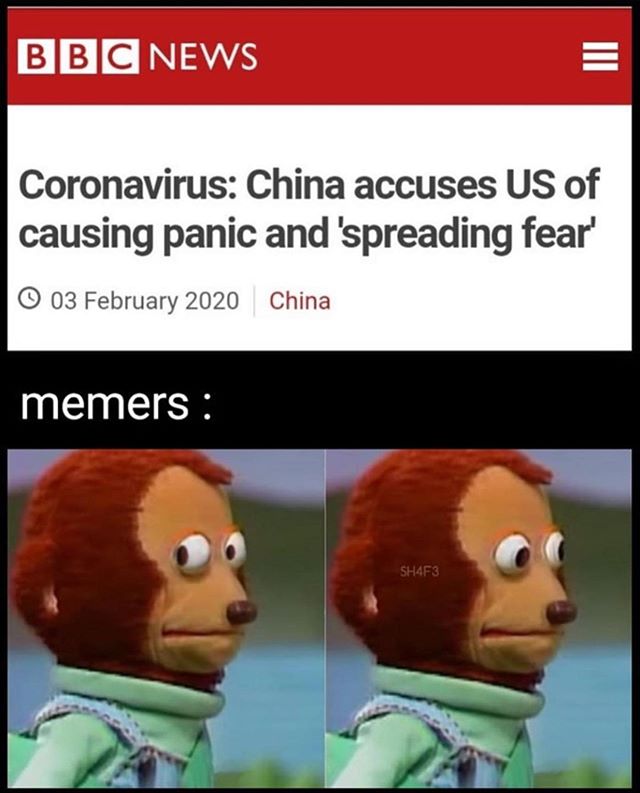 BBC NEWS
Coronavirus: China accuses US of
causing panic and 'spreading fear'
03 February 2020 China
memers :
SH4F3